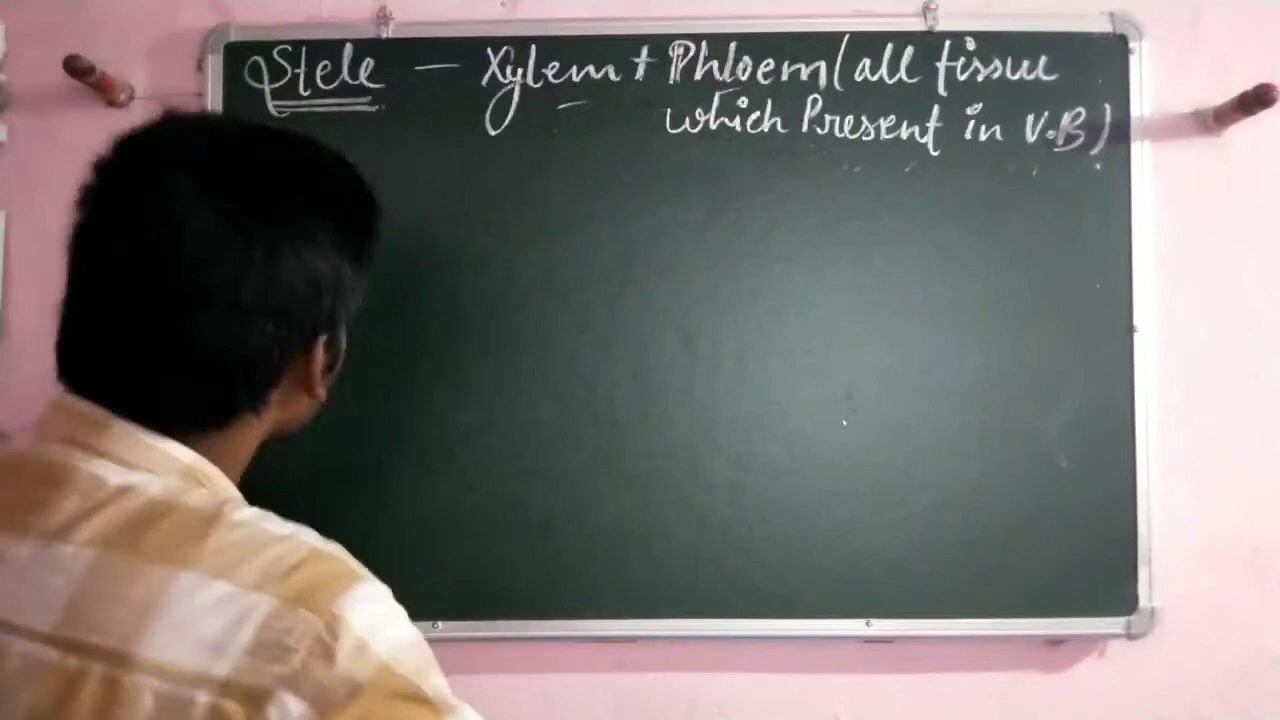 Stele — Xylem + Phloem (all tissue
which Present in V.B)